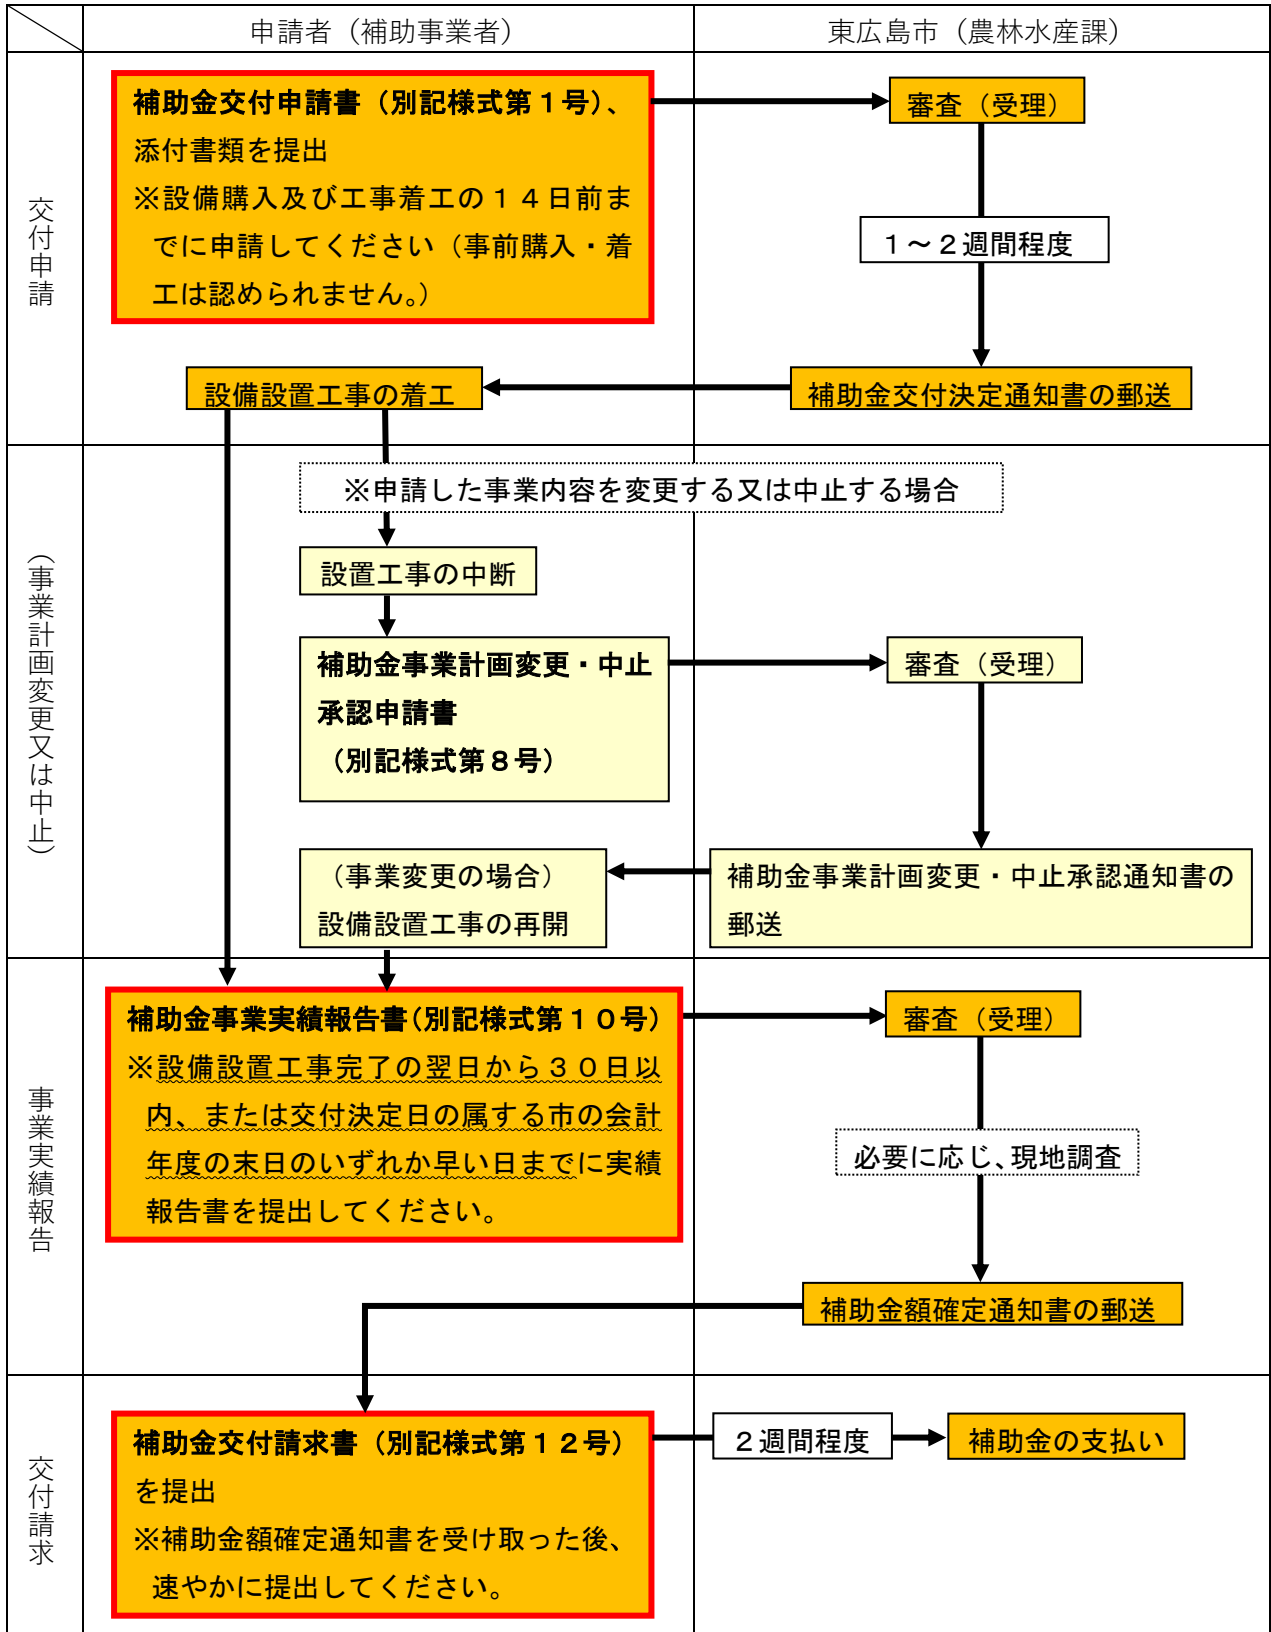 申請者（補助事業者）
東広島市（農林水産課）
交付申請
補助金交付申請書（別記様式第１号）、
添付書類を提出
※設備購入及び工事着工の１４日前ま
でに申請してください（事前購入・着
工は認められません。）
審査（受理）
１～２週間程度
補助金交付決定通知書の郵送
設備設置工事の着工
（事業計画変更又は中止）
※申請した事業内容を変更する又は中止する場合
設置工事の中断
補助金事業計画変更・中止
承認申請書
（別記様式第８号）
審査（受理）
補助金事業計画変更・中止承認通知書の
郵送
（事業変更の場合）
設備設置工事の再開
事業実績報告
補助金事業実績報告書（別記様式第１０号）
※設備設置工事完了の翌日から３０日以
内、または交付決定日の属する市の会計
年度の末日のいずれか早い日までに実績
報告書を提出してください。
審査（受理）
必要に応じ、現地調査
補助金額確定通知書の郵送
交付請求
補助金交付請求書（別記様式第１２号）
を提出
※補助金額確定通知書を受け取った後、
速やかに提出してください。
２週間程度
補助金の支払い